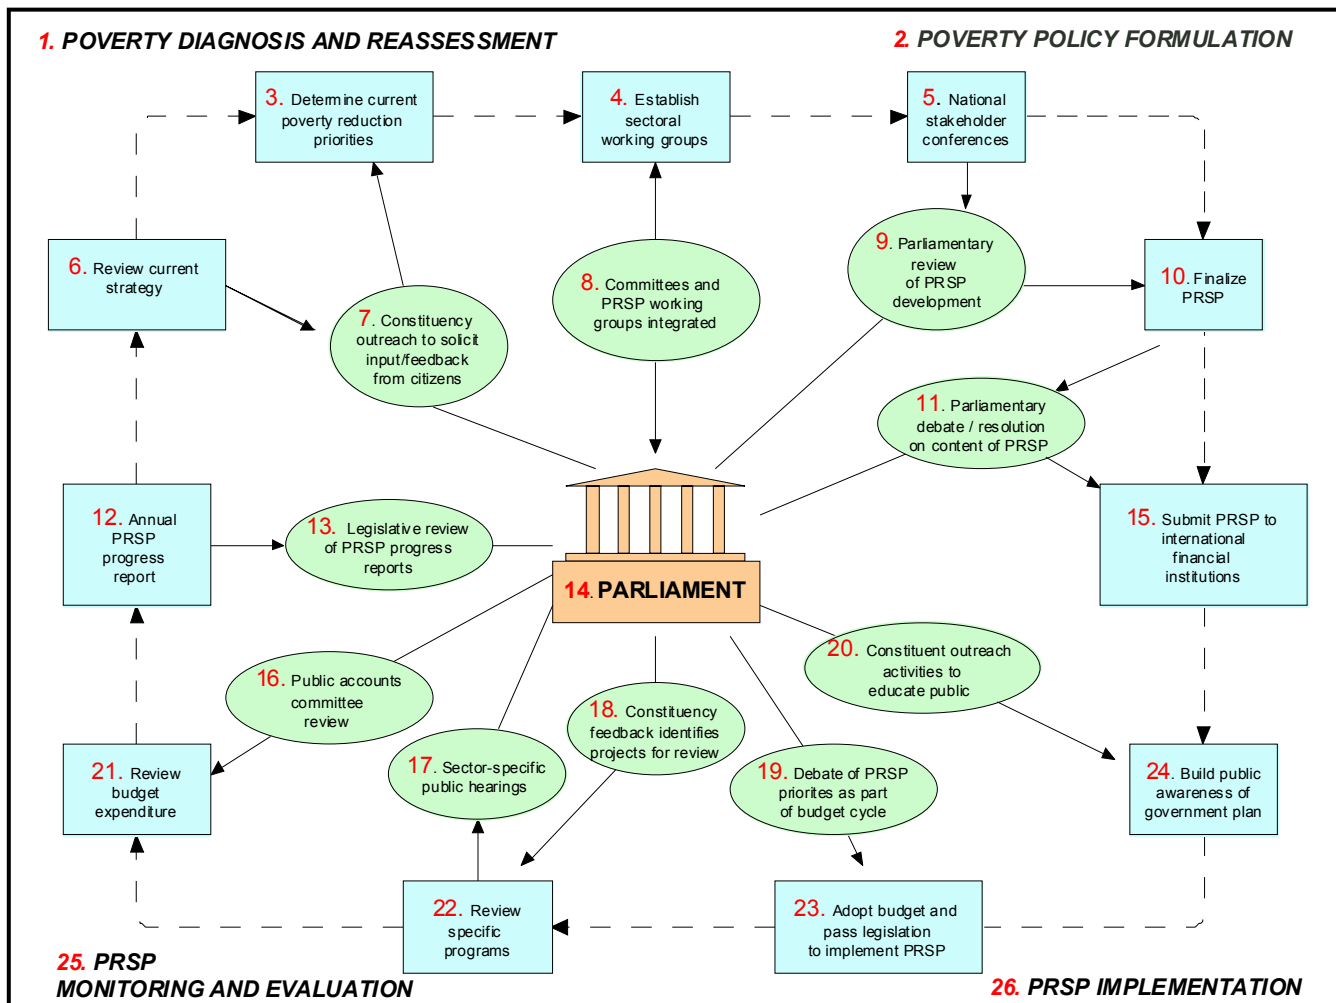 1. POVERTY DIAGNOSIS AND REASSESSMENT
2. POVERTY POLICY FORMULATION
3. Determine current
poverty reduction
priorities
4. Establish
sectoral
working groups
5. National
stakeholder
conferences
6. Review current
strategy
7. Constituency
outreach to solicit
input/feedback
from citizens
8. Committees and
PRSP working
groups integrated
9. Parliamentary
review
of PRSP
development
10. Finalize
PRSP
11. Parliamentary
debate / resolution
on content of PRSP
12. Annual
PRSP
progress
report
13. Legislative review
of PRSP progress
reports
14. PARLIAMENT
15. Submit PRSP to
international
financial
institutions
16. Public accounts
committee
review
17. Sector-specific
public hearings
18. Constituency
feedback identifies
projects for review
19. Debate of PRSP
priorites as part
of budget cycle
20. Constituent outreach
activities to
educate public
21. Review
budget
expenditure
22. Review
specific
programs
23. Adopt budget and
pass legislation
to implement PRSP
24. Build public
awareness of
government plan
25. PRSP
MONITORING AND EVALUATION
26. PRSP IMPLEMENTATION